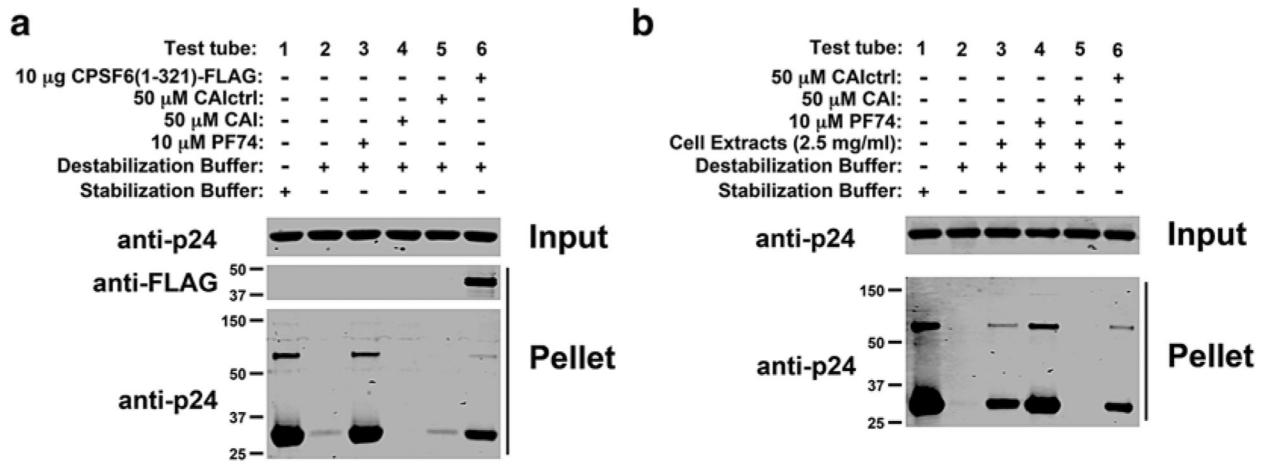 a
Test tube: 1 2 3 4 5 6
10 µg CPSF6(1-321)-FLAG: - - - - - +
50 µM CAIctrl: - - - - + -
50 µM CAI: - - - + - -
10 µM PF74: - - + - - -
Destabilization Buffer: - + + + + +
Stabilization Buffer: + - - - - -
anti-p24
Input
anti-FLAG
50
37
anti-p24
150
50
37
25
Pellet
b
Test tube: 1 2 3 4 5 6
50 µM CAIctrl: - - - - - +
50 µM CAI: - - - - + -
10 µM PF74: - - - + - -
Cell Extracts (2.5 mg/ml): - - + + + +
Destabilization Buffer: - + + + + +
Stabilization Buffer: + - - - - -
anti-p24
Input
anti-p24
150
50
37
25
Pellet